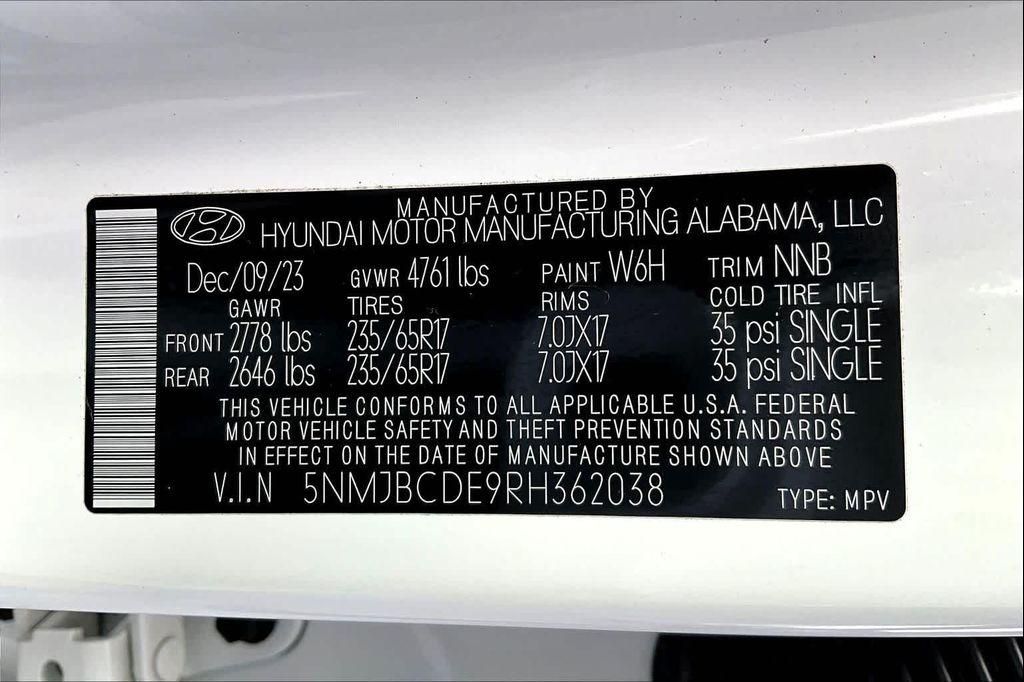 MANUFACTURED BY
HYUNDAI MOTOR MANUFACTURING ALABAMA, LLC
Dec/09/23 GVWR 4761 lbs PAINT W6H TRIM NNB
GAWR TIRES RIMS COLD TIRE INFL
FRONT 2778 lbs 235/65R17 7.0JX17 35 psi SINGLE
REAR 2646 lbs 235/65R17 7.0JX17 35 psi SINGLE
THIS VEHICLE CONFORMS TO ALL APPLICABLE U.S.A. FEDERAL
MOTOR VEHICLE SAFETY AND THEFT PREVENTION STANDARDS
IN EFFECT ON THE DATE OF MANUFACTURE SHOWN ABOVE
V.I.N 5NMJBCDE9RH362038 TYPE: MPV